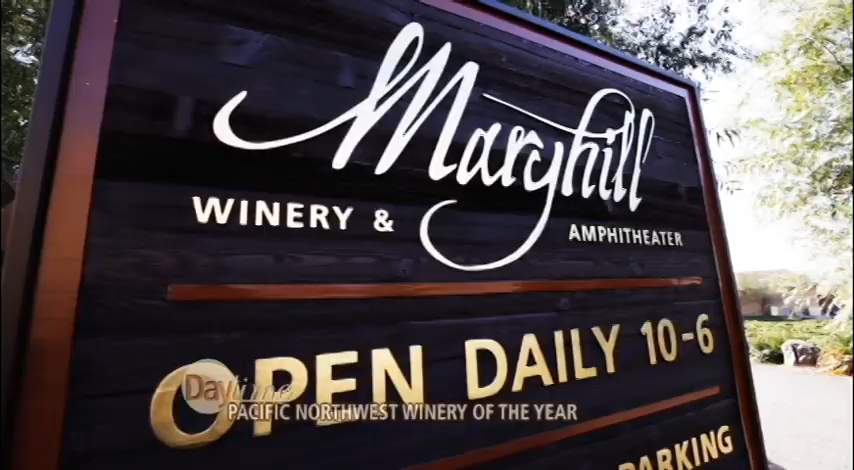 Maryhill
WINERY & AMPHITHEATER
OPEN DAILY 10-6
Daytime
PACIFIC NORTHWEST WINERY OF THE YEAR
PARKING